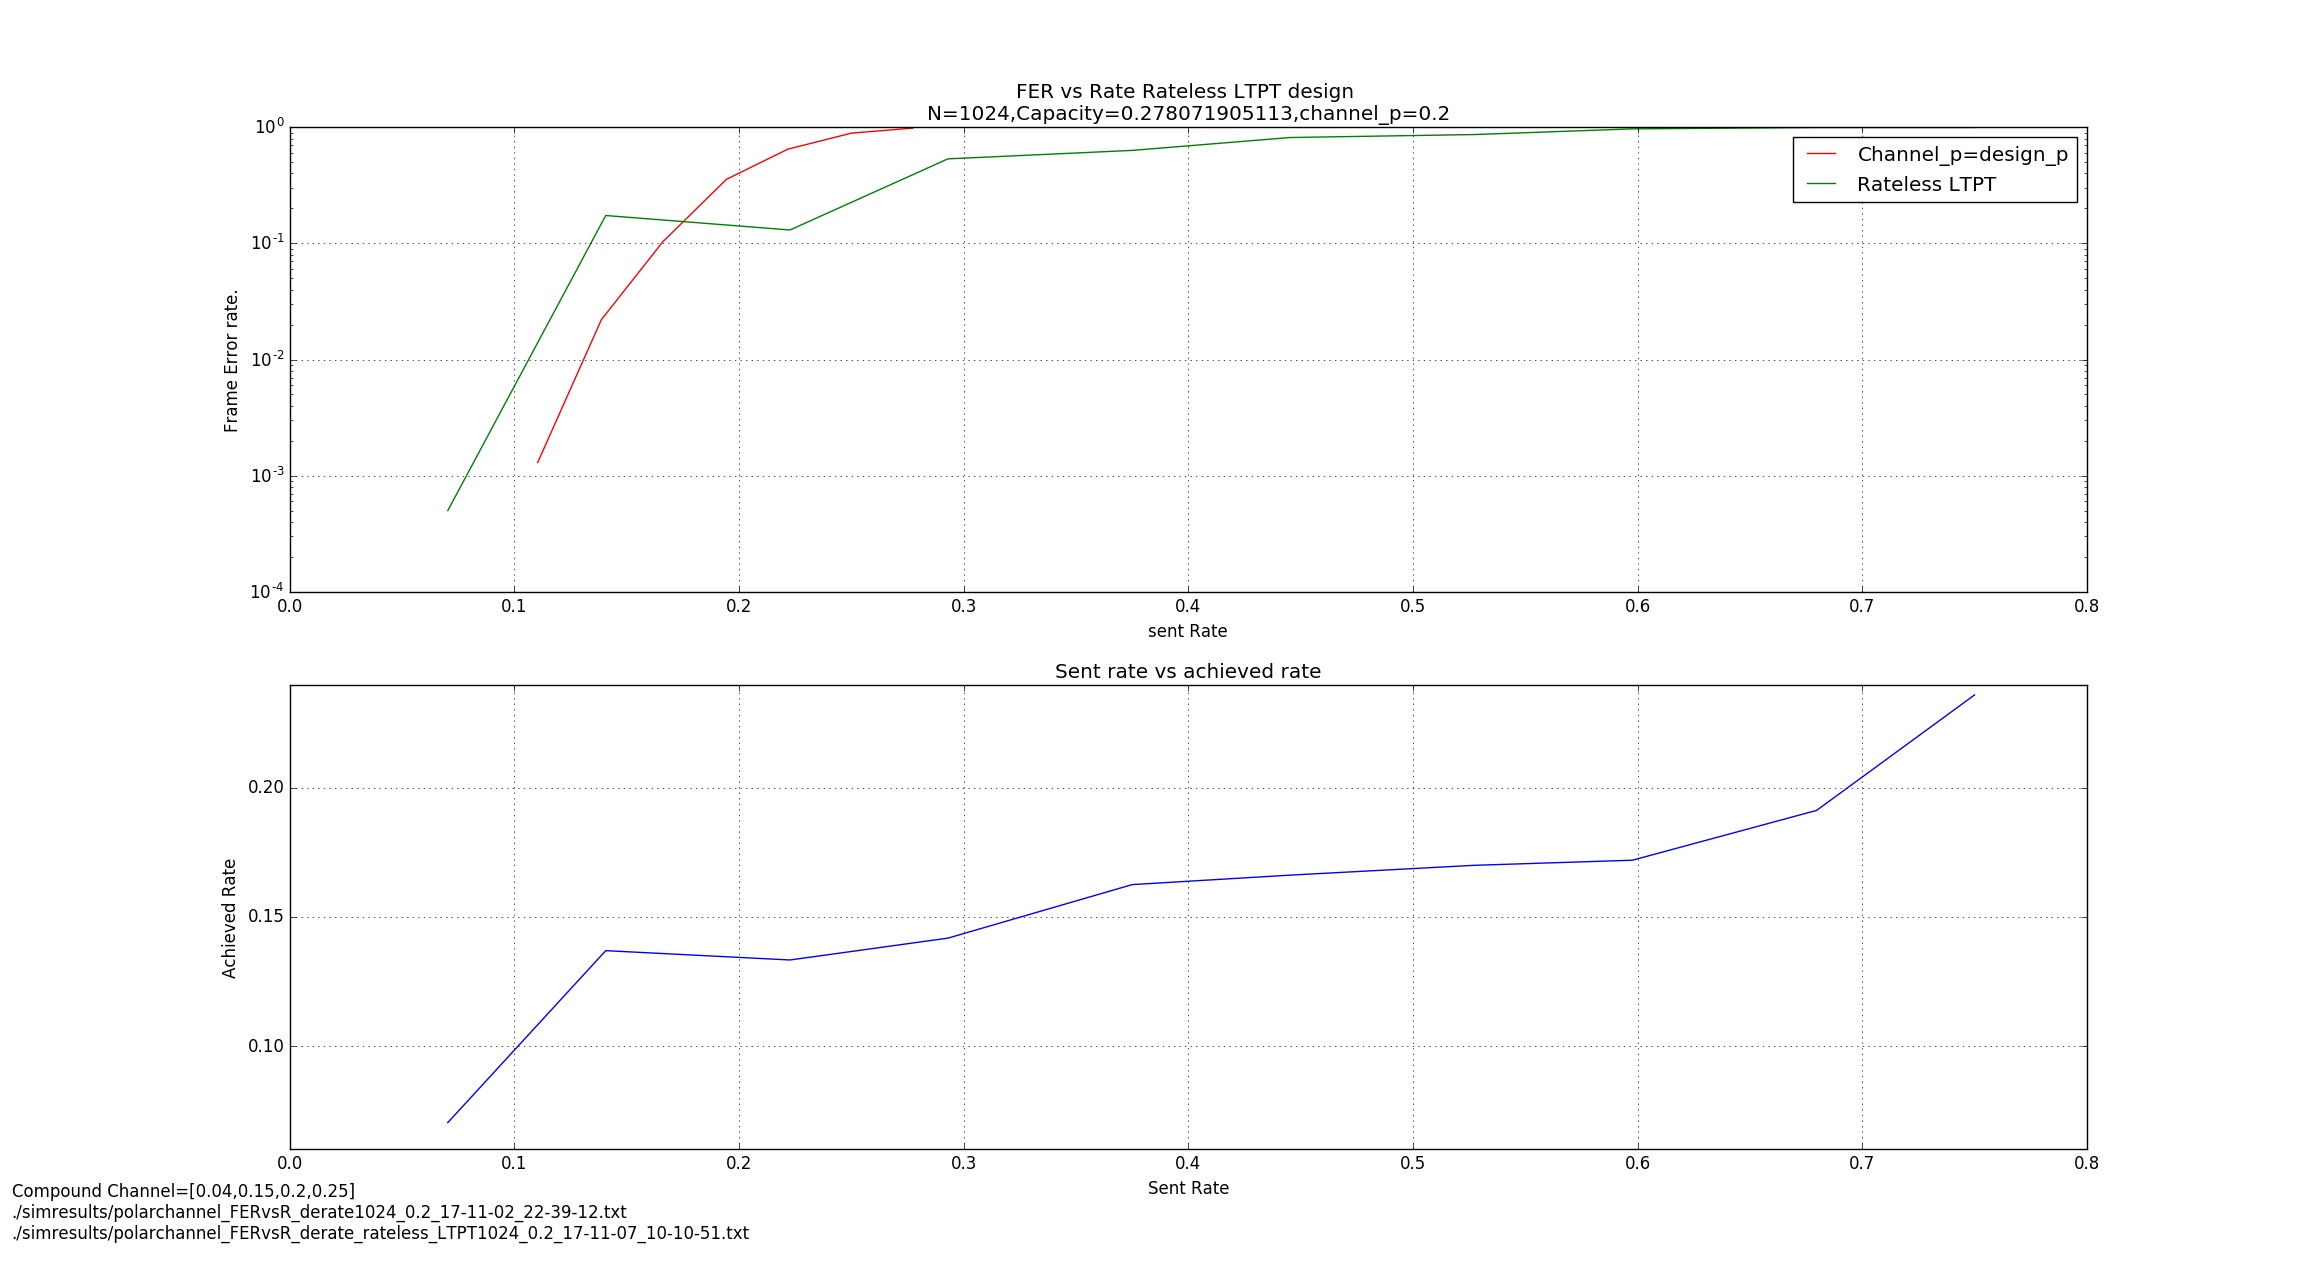 FER vs Rate Rateless LTPT design
N=1024,Capacity=0.278071905113,channel_p=0.2
10^0
10^-1
10^-2
10^-3
10^-4
Frame Error rate.
Channel_p=design_p
Rateless LTPT
0.0 0.1 0.2 0.3 0.4 0.5 0.6 0.7 0.8
sent Rate
Sent rate vs achieved rate
0.20
0.15
0.10
Achieved Rate
0.0 0.1 0.2 0.3 0.4 0.5 0.6 0.7 0.8
Sent Rate
Compound Channel=[0.04,0.15,0.2,0.25]
./simresults/polarchannel_FERvsR_derate1024_0.2_17-11-02_22-39-12.txt
./simresults/polarchannel_FERvsR_derate_rateless_LTPT1024_0.2_17-11-07_10-10-51.txt